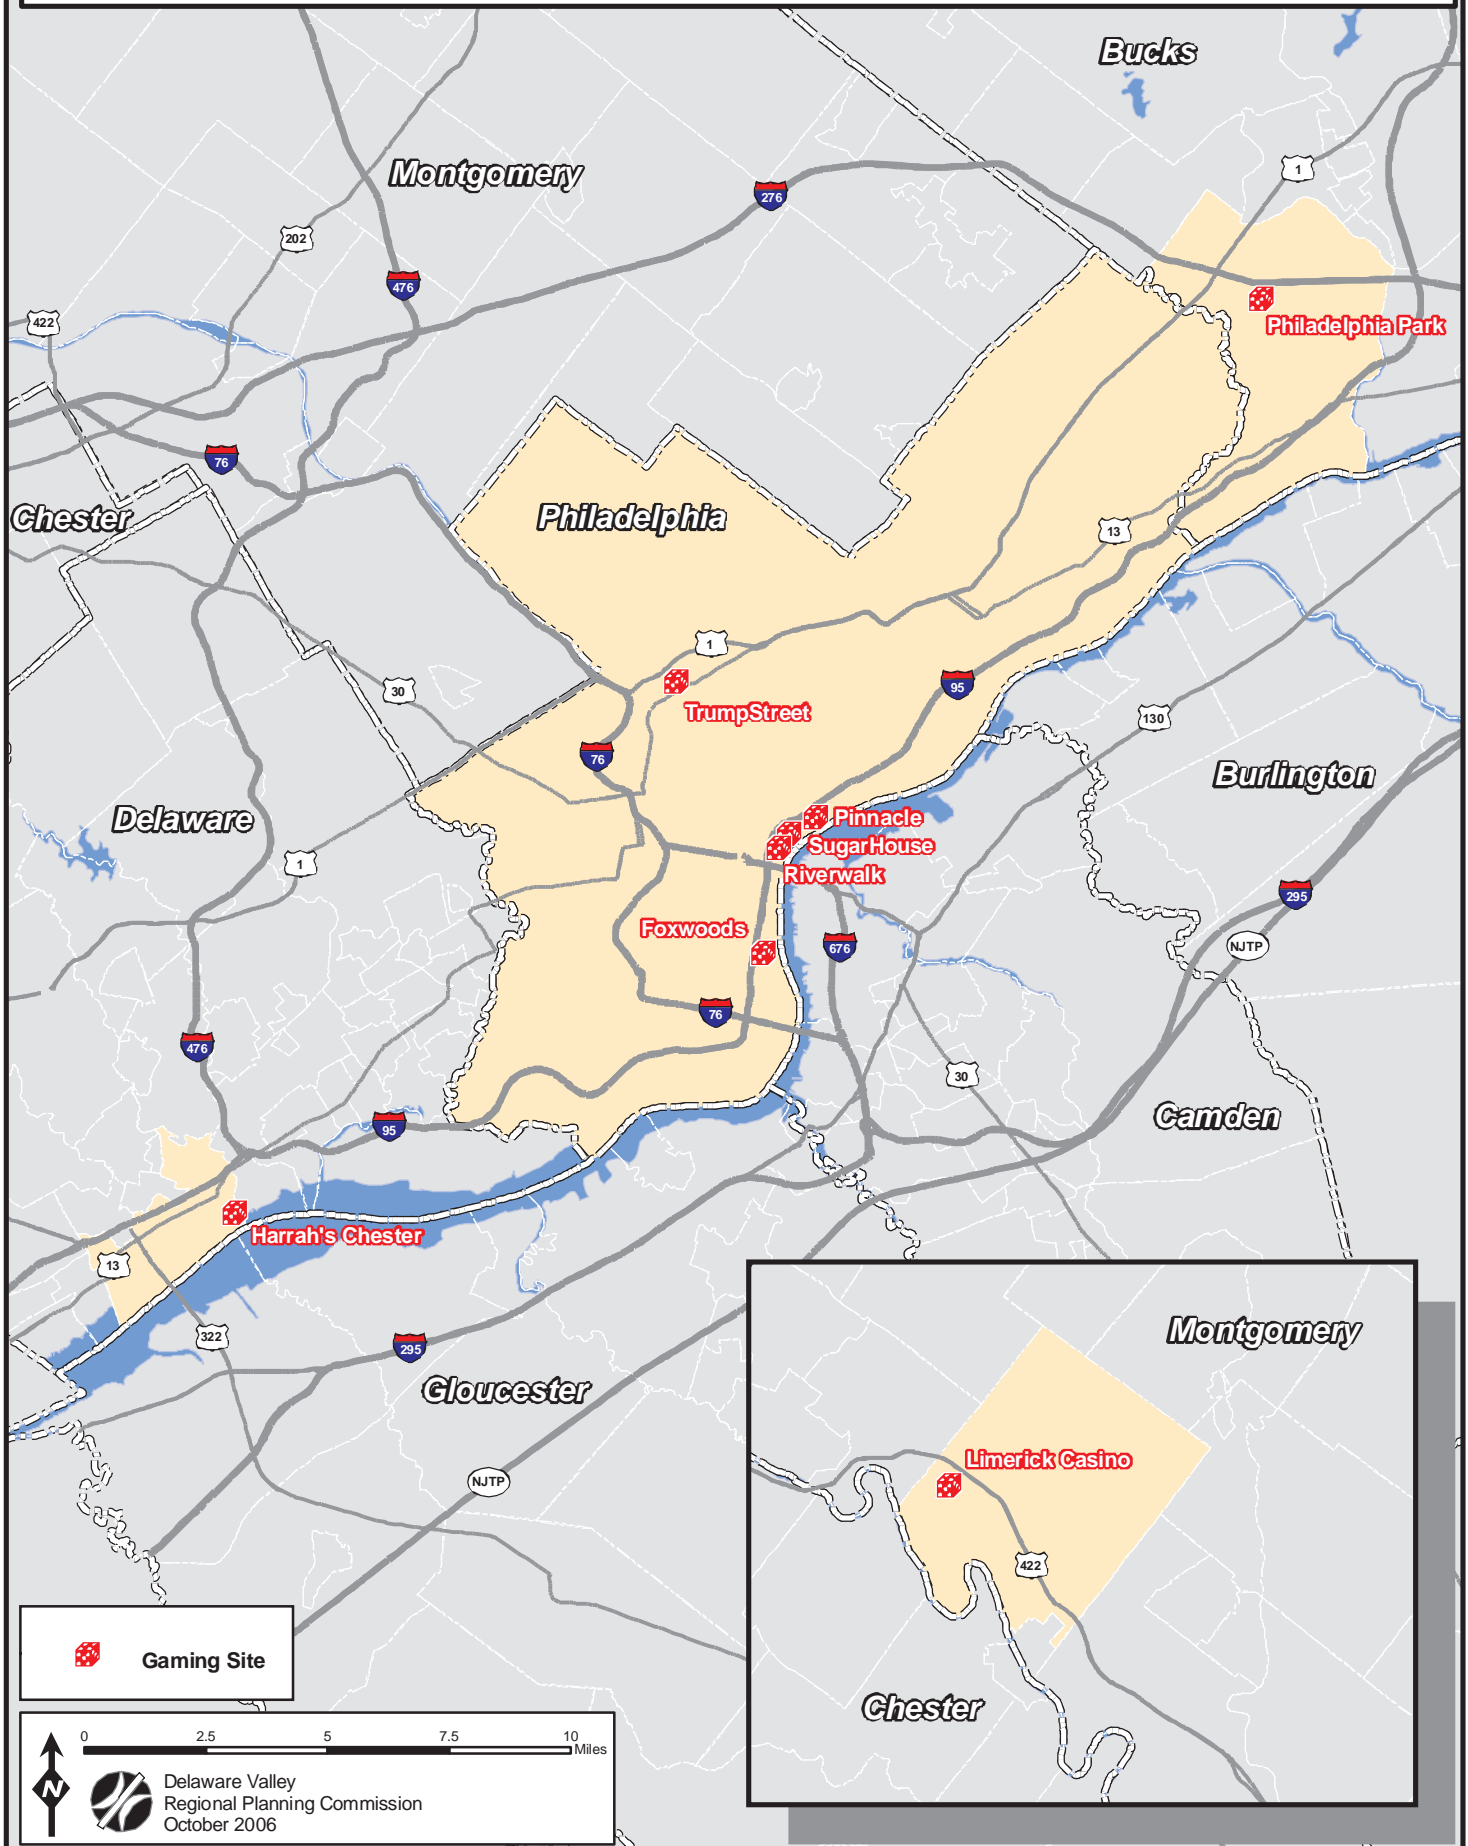 Bucks
Montgomery
276
1
202
476
422
Philadelphia Park
76
Chester
Philadelphia
13
1
30
95
TrumpStreet
130
76
Burlington
Delaware
Pinnacle
SugarHouse
1
Riverwalk
295
Foxwoods
676
NJTP
76
476
30
95
Camden
Harrah's Chester
13
322
295
Gloucester
Montgomery
Limerick Casino
NJTP
422
Chester
Gaming Site
0 2.5 5 7.5 10
Miles
N
Delaware Valley
Regional Planning Commission
October 2006